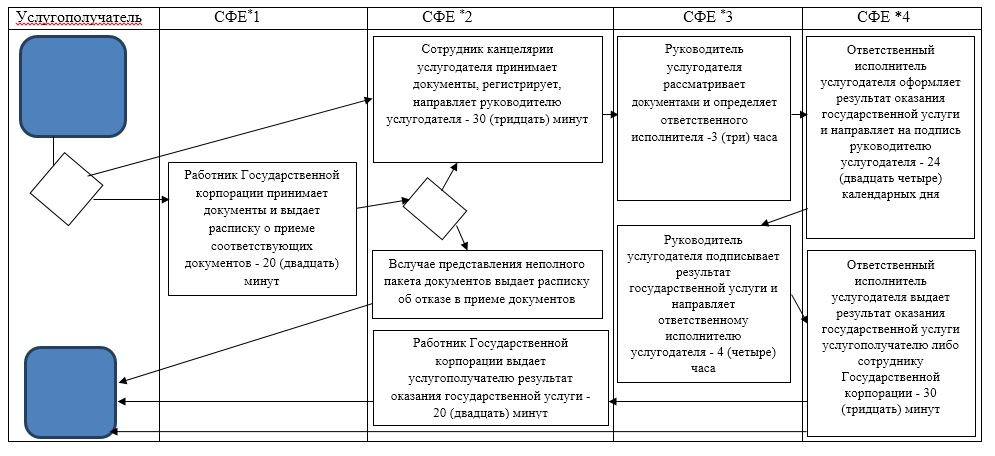 Услугополучатель
СФЕ*1
СФЕ *2
СФЕ *3
СФЕ *4
Работник Государственной
корпорации принимает
документы и выдает
расписку о приеме
соответствующих
документов - 20 (двадцать)
минут
Сотрудник канцелярии
услугодателя принимает
документы, регистрирует,
направляет руководителю
услугодателя - 30 (тридцать) минут
Вслучае представления неполного
пакета документов выдает расписку
об отказе в приеме документов
Работник Государственной
корпорации выдает
услугополучателю результат
оказания государственной услуги -
20 (двадцать) минут
Руководитель
услугодателя
рассматривает
документами и определяет
ответственного
исполнителя -3 (три) часа
Руководитель
услугодателя подписывает
результат
государственной услуги и
направляет
ответственному
исполнителю
услугодателя - 4 (четыре)
часа
Ответственный
исполнитель
услугодателя оформляет
результат оказания
государственной услуги
и направляет на подпись
руководителю
услугодателя - 24
(двадцать четыре)
календарных дня
Ответственный
исполнитель
услугодателя выдает
результат оказания
государственной услуги
услугополучателю либо
сотруднику
Государственной
корпорации - 30
(тридцать) минут